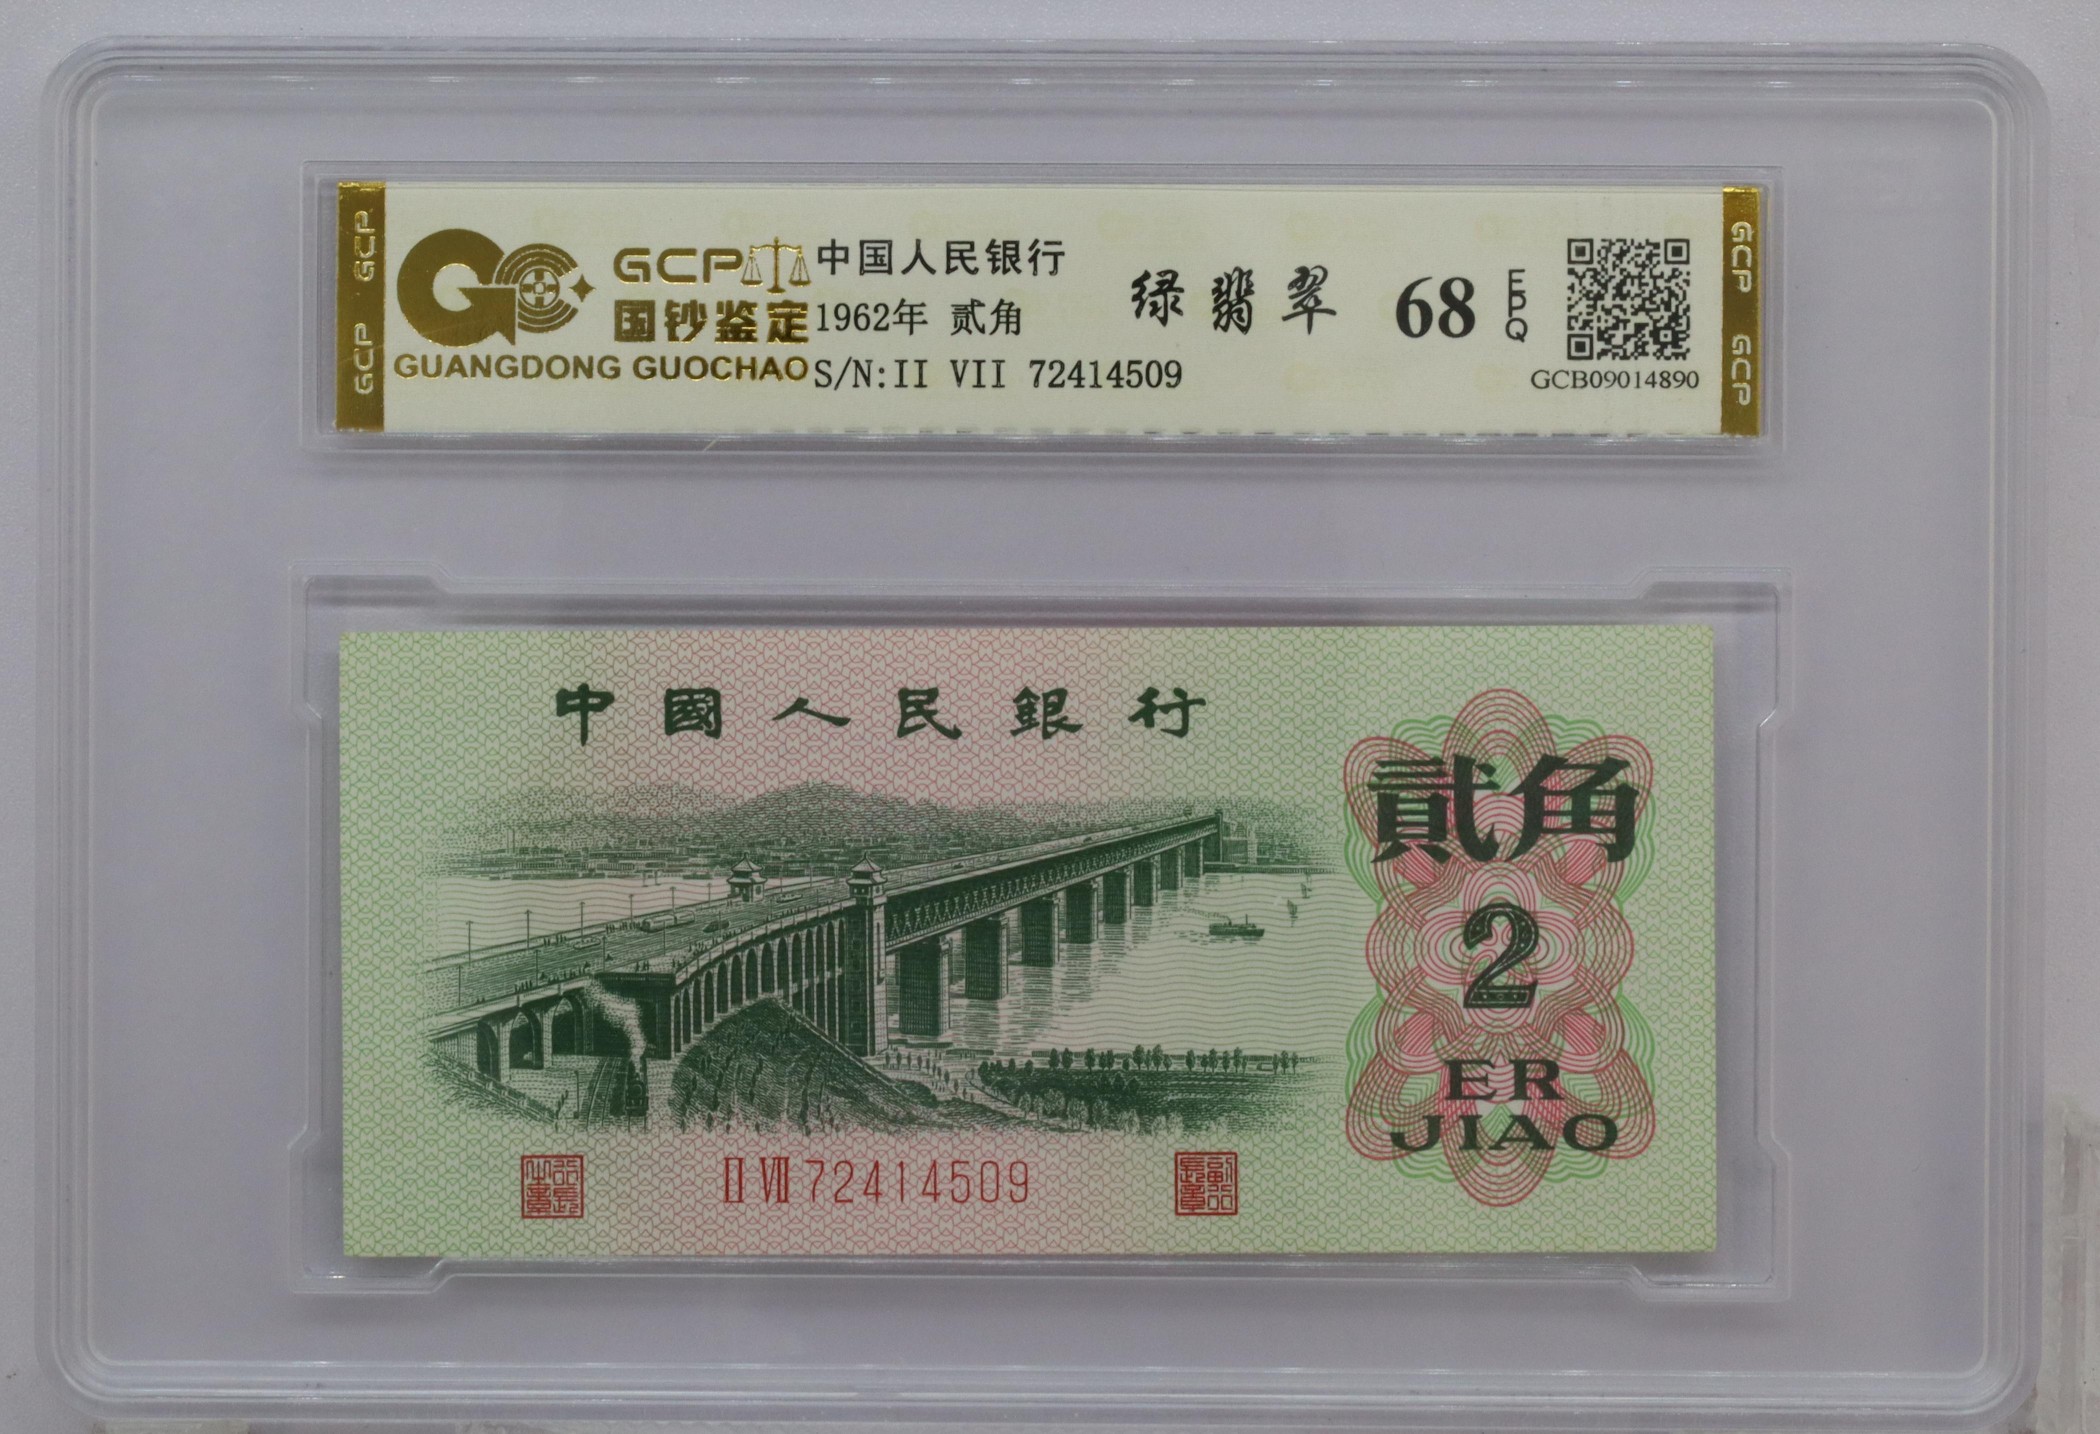 GCP GCP
GCP
国钞鉴定
GUANGDONG GUOCHAO
中国人民银行
1962年 贰角
S/N:II VII 72414509
绿翡翠
68
EPQ
GCB09014890
GCP GCP
中國人民銀行
貳角
2
ER
JIAO
II VII 72414509